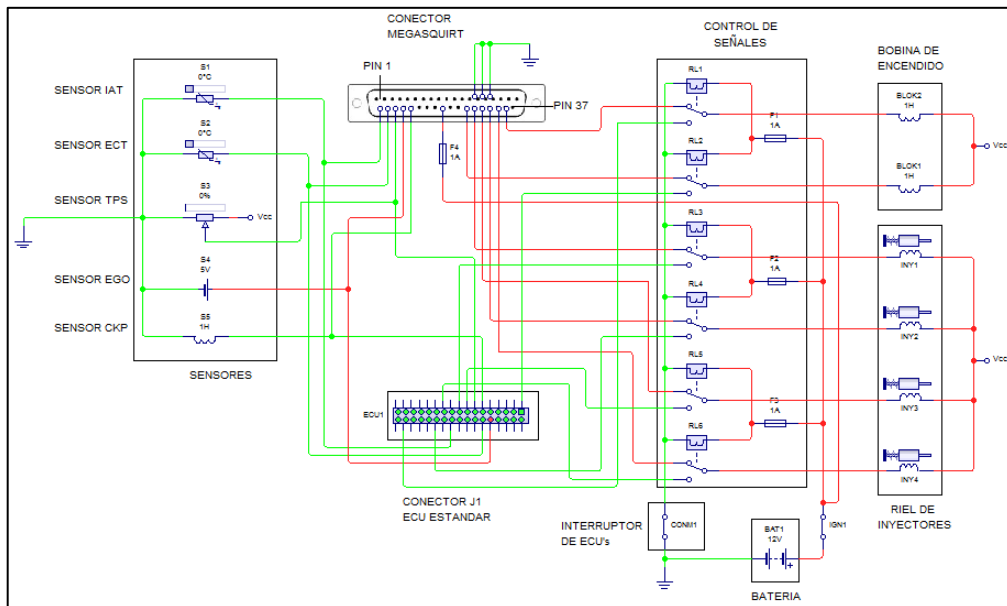 CONECTOR
MEGASQUIRT
PIN 1
PIN 37
CONTROL DE
SEÑALES
BOBINA DE
ENCENDIDO
SENSOR IAT
S1
0°C
SENSOR ECT
S2
0°C
SENSOR TPS
S3
0%
Vcc
SENSOR EGO
S4
5V
SENSOR CKP
S5
1H
SENSORES
F4
1A
RL1
RL2
F1
1A
RL3
RL4
F2
1A
RL5
RL6
F3
1A
BLOK2
1H
BLOK1
1H
Vcc
INY1
INY2
INY3
INY4
Vcc
RIEL DE
INYECTORES
ECU1
CONECTOR J1
ECU ESTANDAR
INTERRUPTOR
DE ECU's
CONM1
BAT1
12V
IGN1
BATERIA